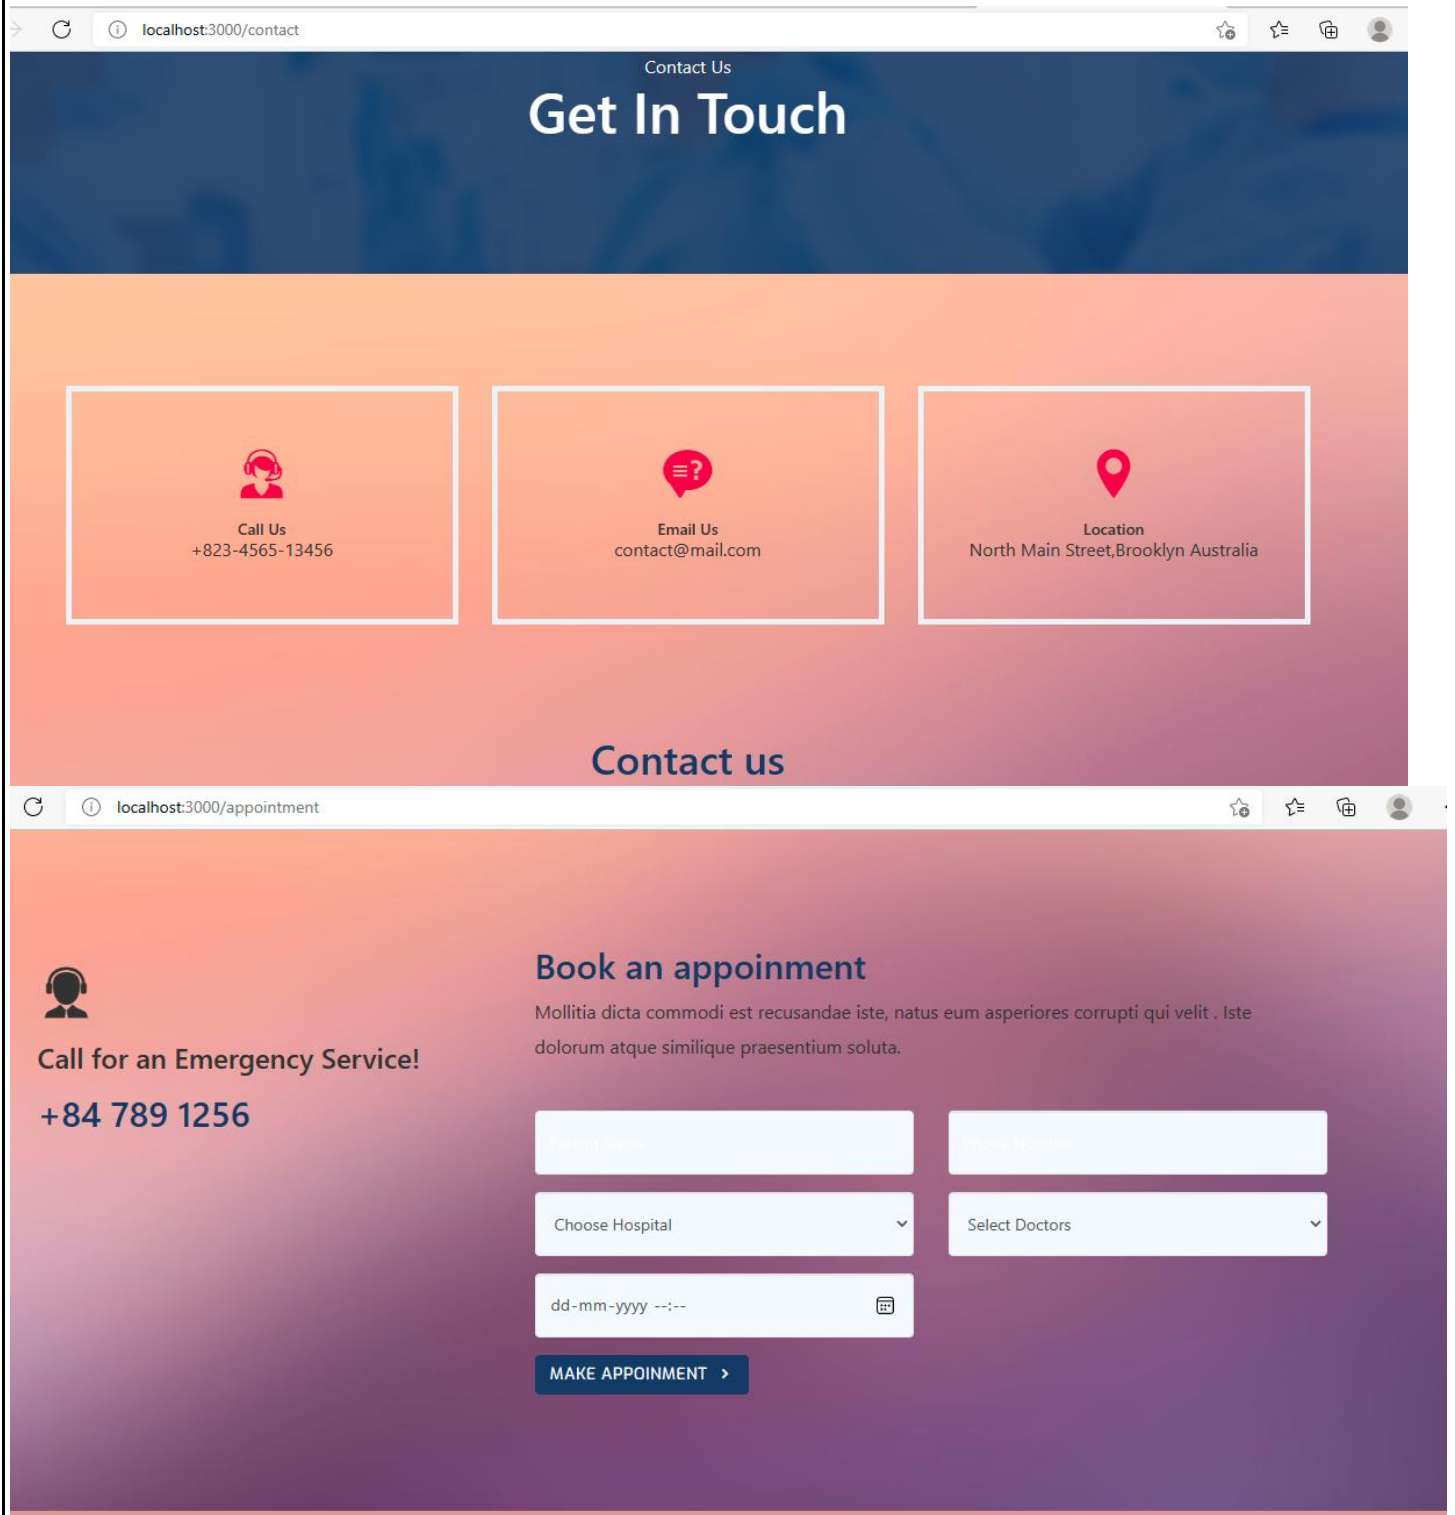 localhost:3000/contact
Contact Us
Get In Touch
Call Us
+823-4565-13456
Email Us
contact@mail.com
Location
North Main Street,Brooklyn Australia
Contact us
localhost:3000/appointment
Call for an Emergency Service!
+84 789 1256
Book an appoinment
Mollitia dicta commodi est recusandae iste, natus eum asperiores corrupti qui velit . Iste
dolorum atque similique praesentium soluta.
Choose Hospital
Select Doctors
dd-mm-yyyy --:--
MAKE APPOINMENT